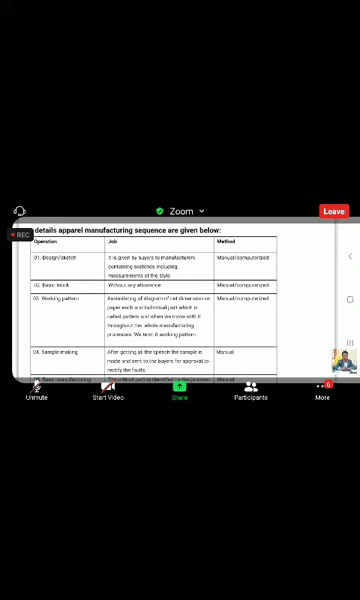 Zoom
Leave
REC
details apparel manufacturing sequence are given below:
Operation Job Method
01. Design/sketch It is given by buyers to manufacturers Manual/computerized
containing sketches including
measurements of the style
02. Basic block Without any allowance Manual/computerized
03. Working pattern diagram of net dimension on Manual/computerized
paper each and individual part which is
called pattern and when we move with it
throughout the whole manufacturing
processes. We term it working pattern.
04. Sample making After getting all the speech the sample is Manual
made and sent to the buyers for approval to
rectify the faults.
manufacturing Manual
Unmute Start Video Share Participants More
6